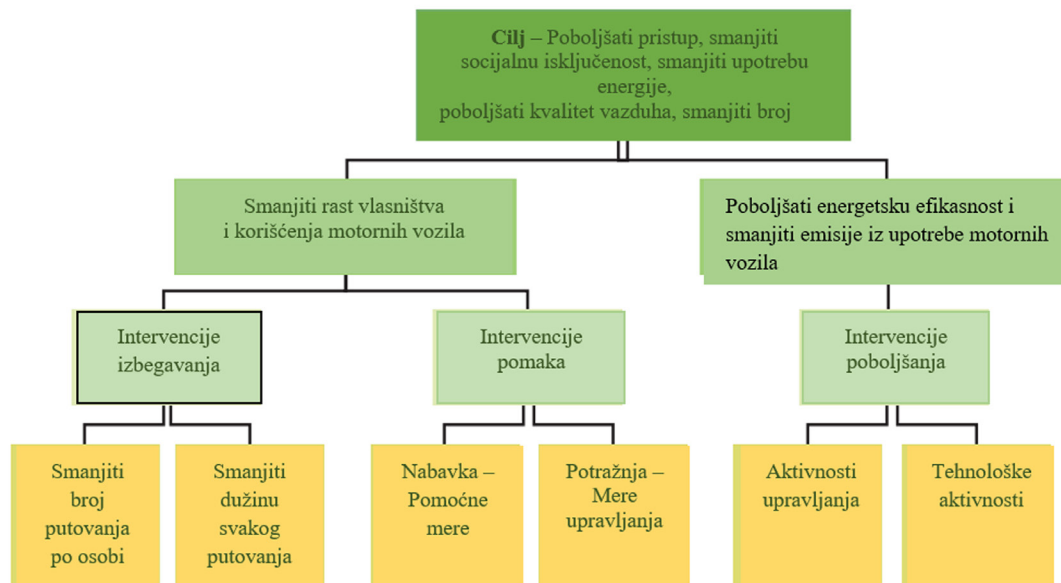 Cilj – Poboljšati pristup, smanjiti
socijalnu isključenost, smanjiti upotrebu
energije,
poboljšati kvalitet vazduha, smanjiti broj
Smanjiti rast vlasništva
i korišćenja motornih vozila
Poboljšati energetsku efikasnost i
smanjiti emisije iz upotrebe motornih
vozila
Intervencije
izbegavanja
Intervencije
pomaka
Intervencije
poboljšanja
Smanjiti
broj
putovanja
po osobi
Smanjiti
dužinu
svakog
putovanja
Nabavka –
Pomoćne
mere
Potražnja –
Mere
upravljanja
Aktivnosti
upravljanja
Tehnološke
aktivnosti